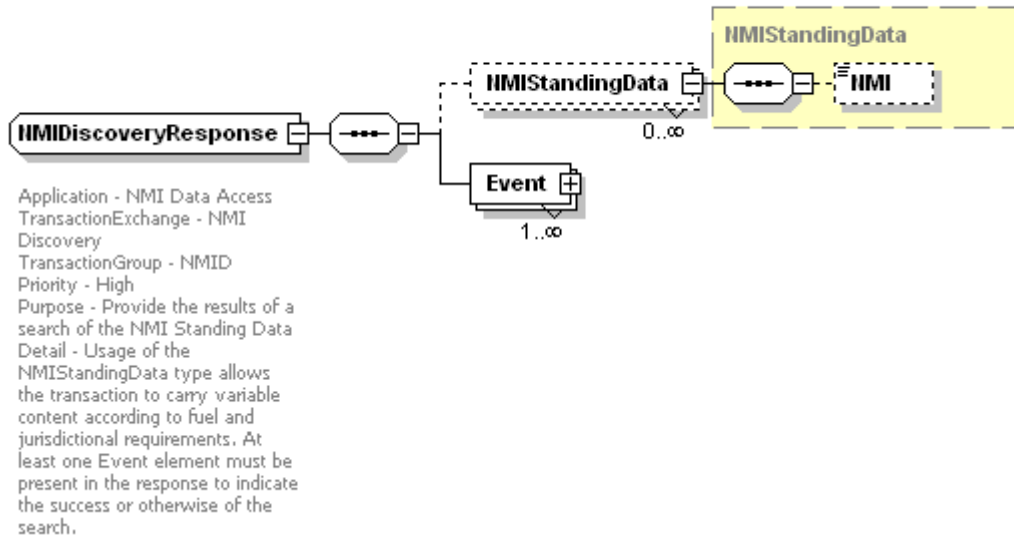 NMIStandingData
NMIStandingData
NMI
0..∞
NMIDiscoveryResponse
Event
1..∞
Application - NMI Data Access
TransactionExchange - NMI
Discovery
TransactionGroup - NMID
Priority - High
Purpose - Provide the results of a
search of the NMI Standing Data
Detail - Usage of the
NMIStandingData type allows
the transaction to carry variable
content according to fuel and
jurisdictional requirements. At
least one Event element must be
present in the response to indicate
the success or otherwise of the
search.